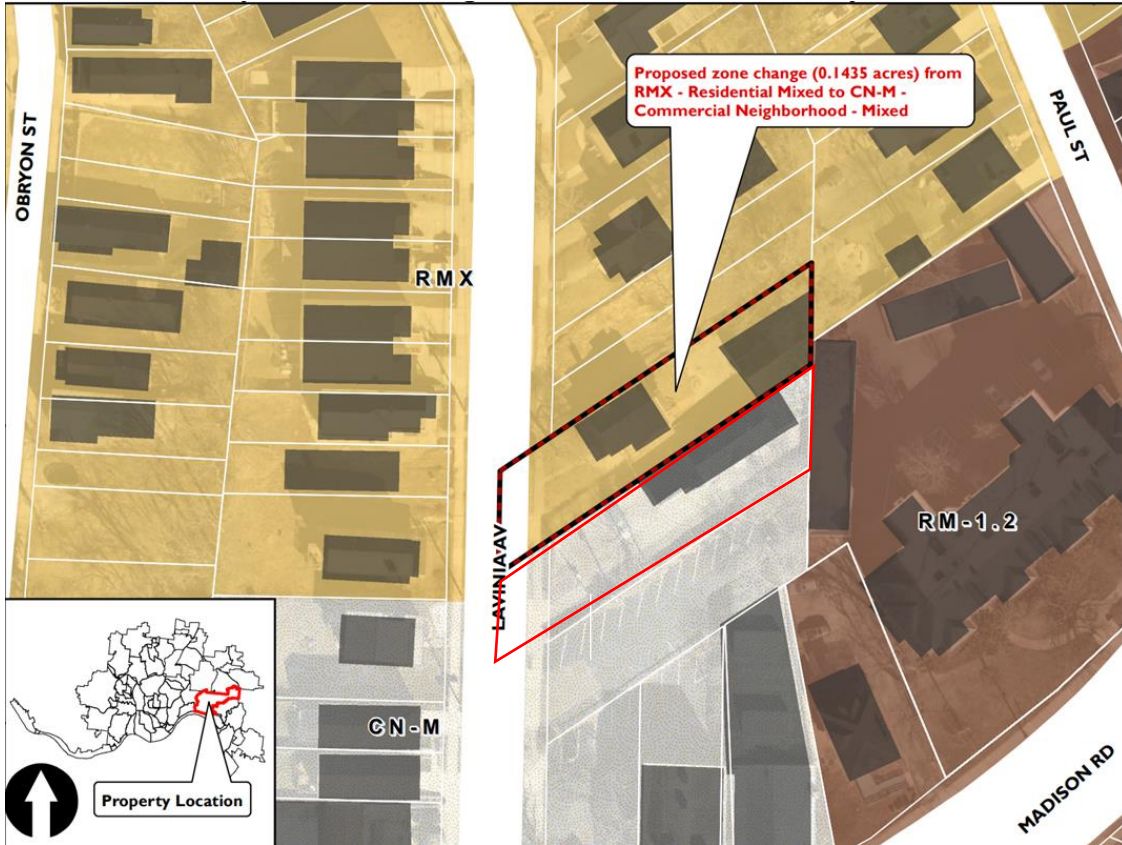 Proposed zone change (0.1435 acres) from
RMX - Residential Mixed to CN-M -
Commercial Neighborhood - Mixed
OBRYON ST
PAUL ST
RMX
LAVINIA AV
RM-1.2
CN-M
MADISON RD
Property Location